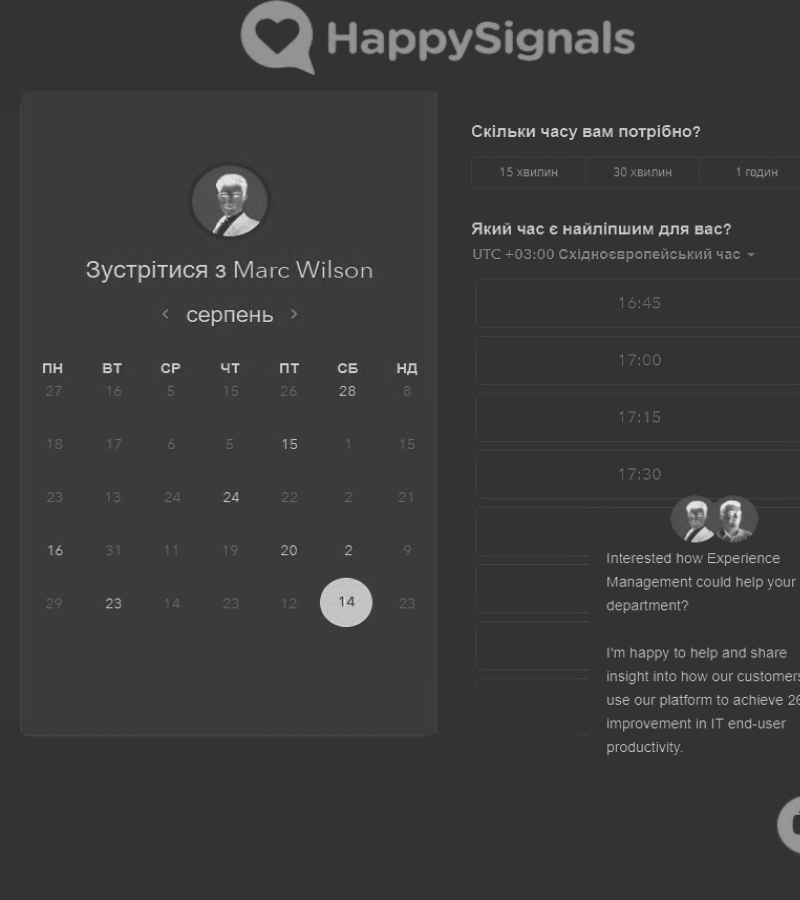 HappySignals
Зустрітися з Marc Wilson
серпень
ПН ВТ СР ЧТ ПТ СБ НД
27 16 5 15 26 28 8
18 17 6 5 15 1 15
23 13 24 24 22 2 21
16 31 11 19 20 2 9
29 23 14 23 12 14 23
Скільки часу вам потрібно?
15 хвилин 30 хвилин 1 годин
Який час є найліпшим для вас?
UTC +03:00 Східноєвропейський час
16:45
17:00
17:15
17:30
Interested how Experience
Management could help your
department?
I'm happy to help and share
insight into how our customers
use our platform to achieve 26
improvement in IT end-user
productivity.